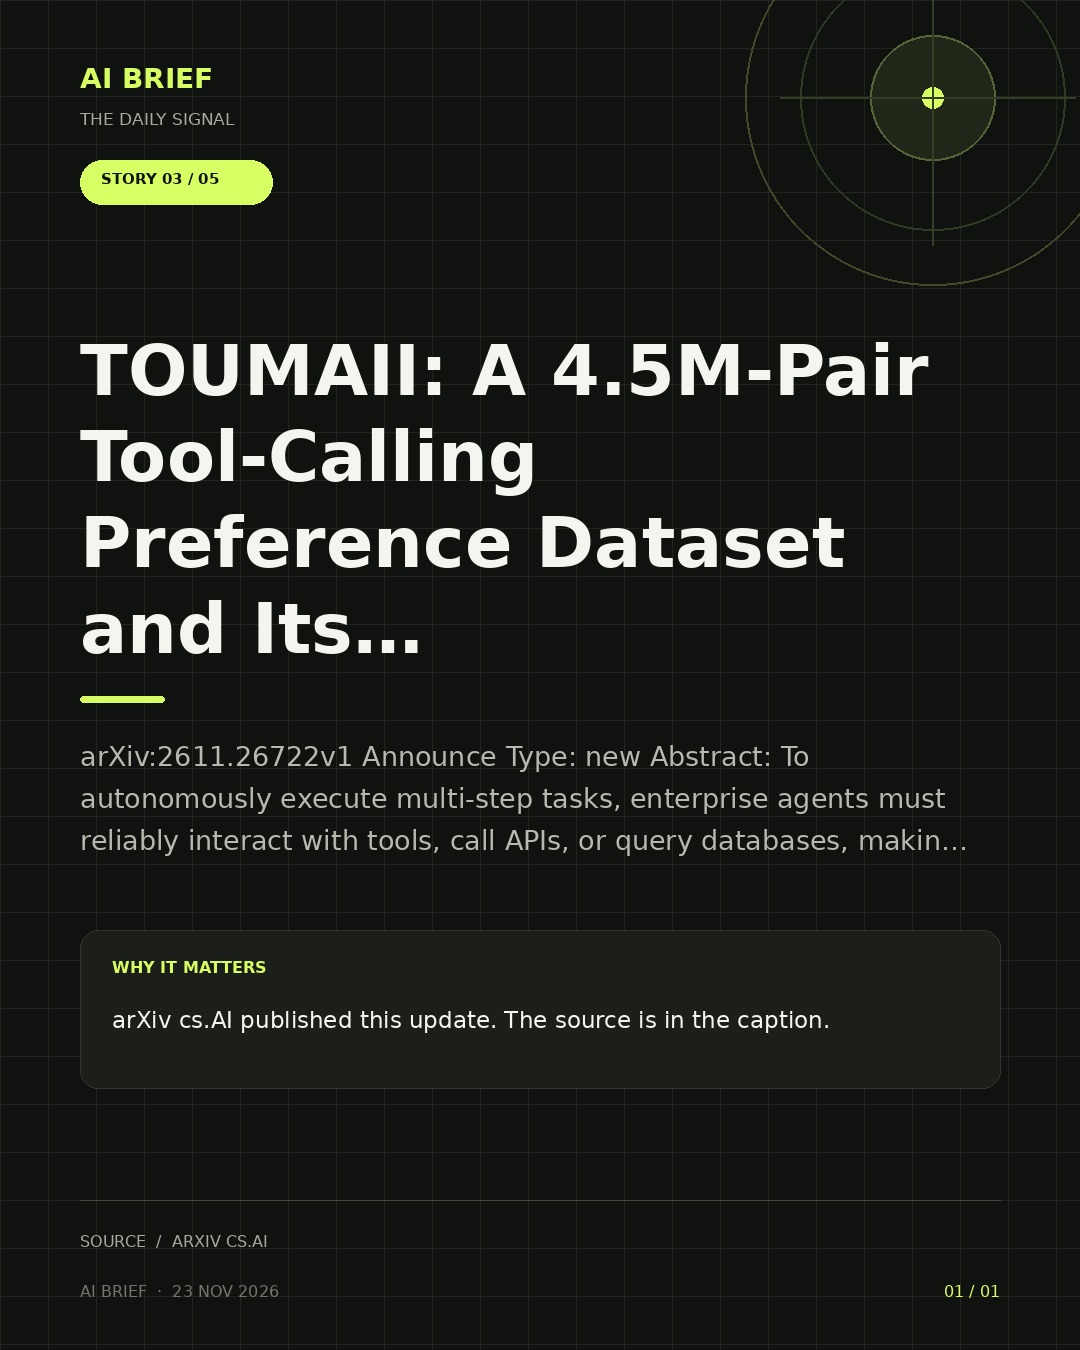 AI BRIEF
THE DAILY SIGNAL
STORY 03 / 05
TOUMAII: A 4.5M-Pair
Tool-Calling
Preference Dataset
and Its…
arXiv:2611.26722v1 Announce Type: new Abstract: To
autonomously execute multi-step tasks, enterprise agents must
reliably interact with tools, call APIs, or query databases, makin…
WHY IT MATTERS
arXiv cs.AI published this update. The source is in the caption.
SOURCE / ARXIV CS.AI
AI BRIEF · 23 NOV 2026
01 / 01